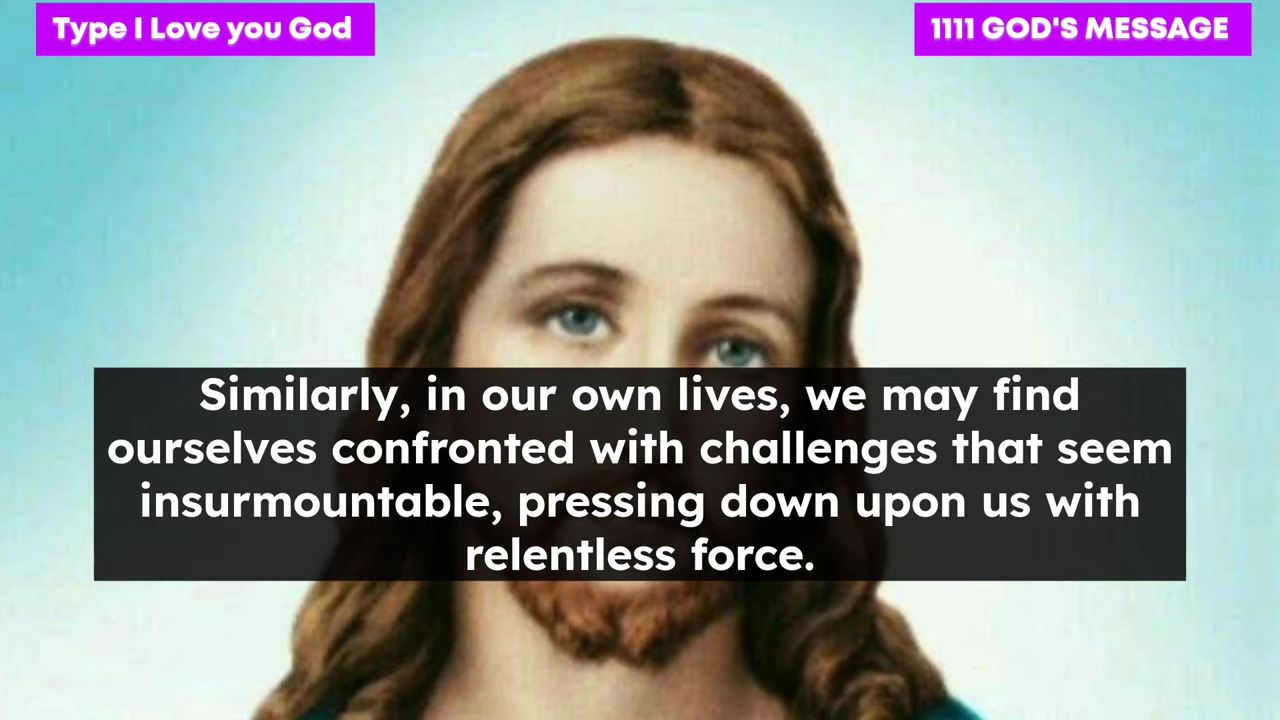 Type I Love you God
1111 GOD'S MESSAGE
Similarly, in our own lives, we may find
ourselves confronted with challenges that seem
insurmountable, pressing down upon us with
relentless force.